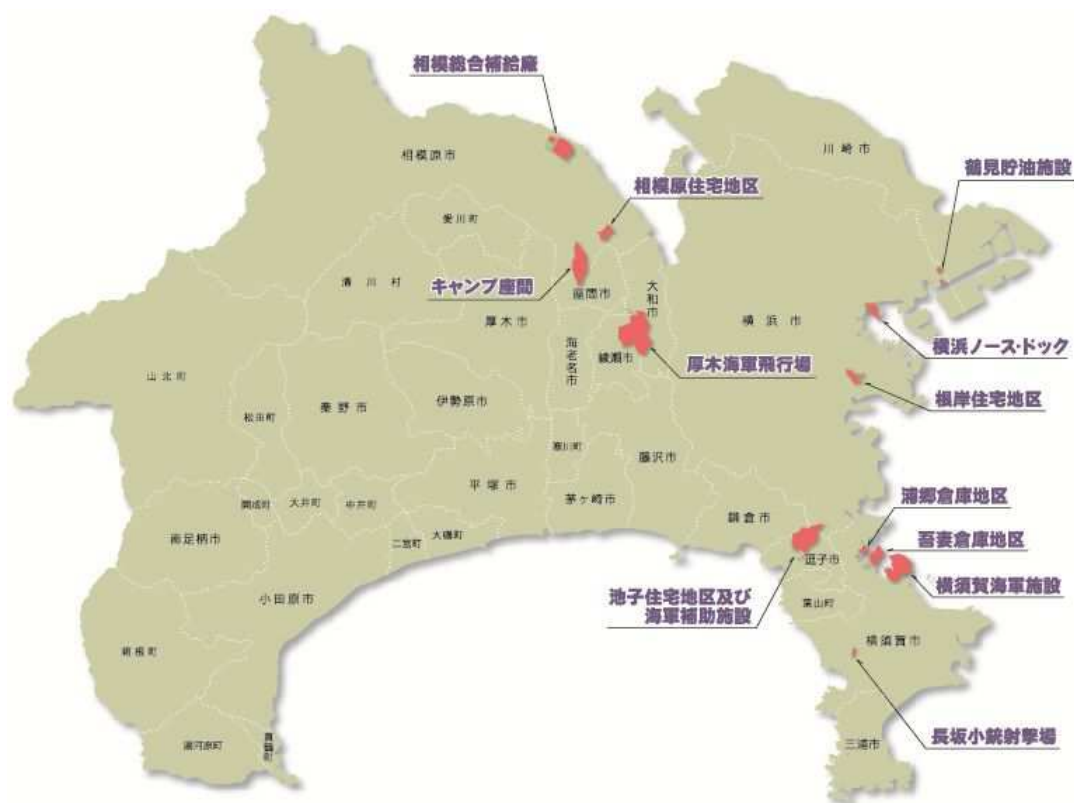 相模総合補給廠
川崎市
相模原市
鶴見貯油施設
相模原住宅地区
愛川町
清川村
キャンプ座間
座間市
大和市
厚木市
横浜市
海老名市
綾瀬市
横浜ノース・ドック
厚木海軍飛行場
山北町
根岸住宅地区
秦野市
伊勢原市
松田町
寒川町
藤沢市
平塚市
開成町
大井町
中井町
茅ヶ崎市
浦郷倉庫地区
鎌倉市
大磯町
南足柄市
二宮町
吾妻倉庫地区
逗子市
横須賀海軍施設
小田原市
池子住宅地区及び
海軍補助施設
葉山町
横須賀市
箱根町
長坂小銃射撃場
湯河原町
真鶴町
三浦市